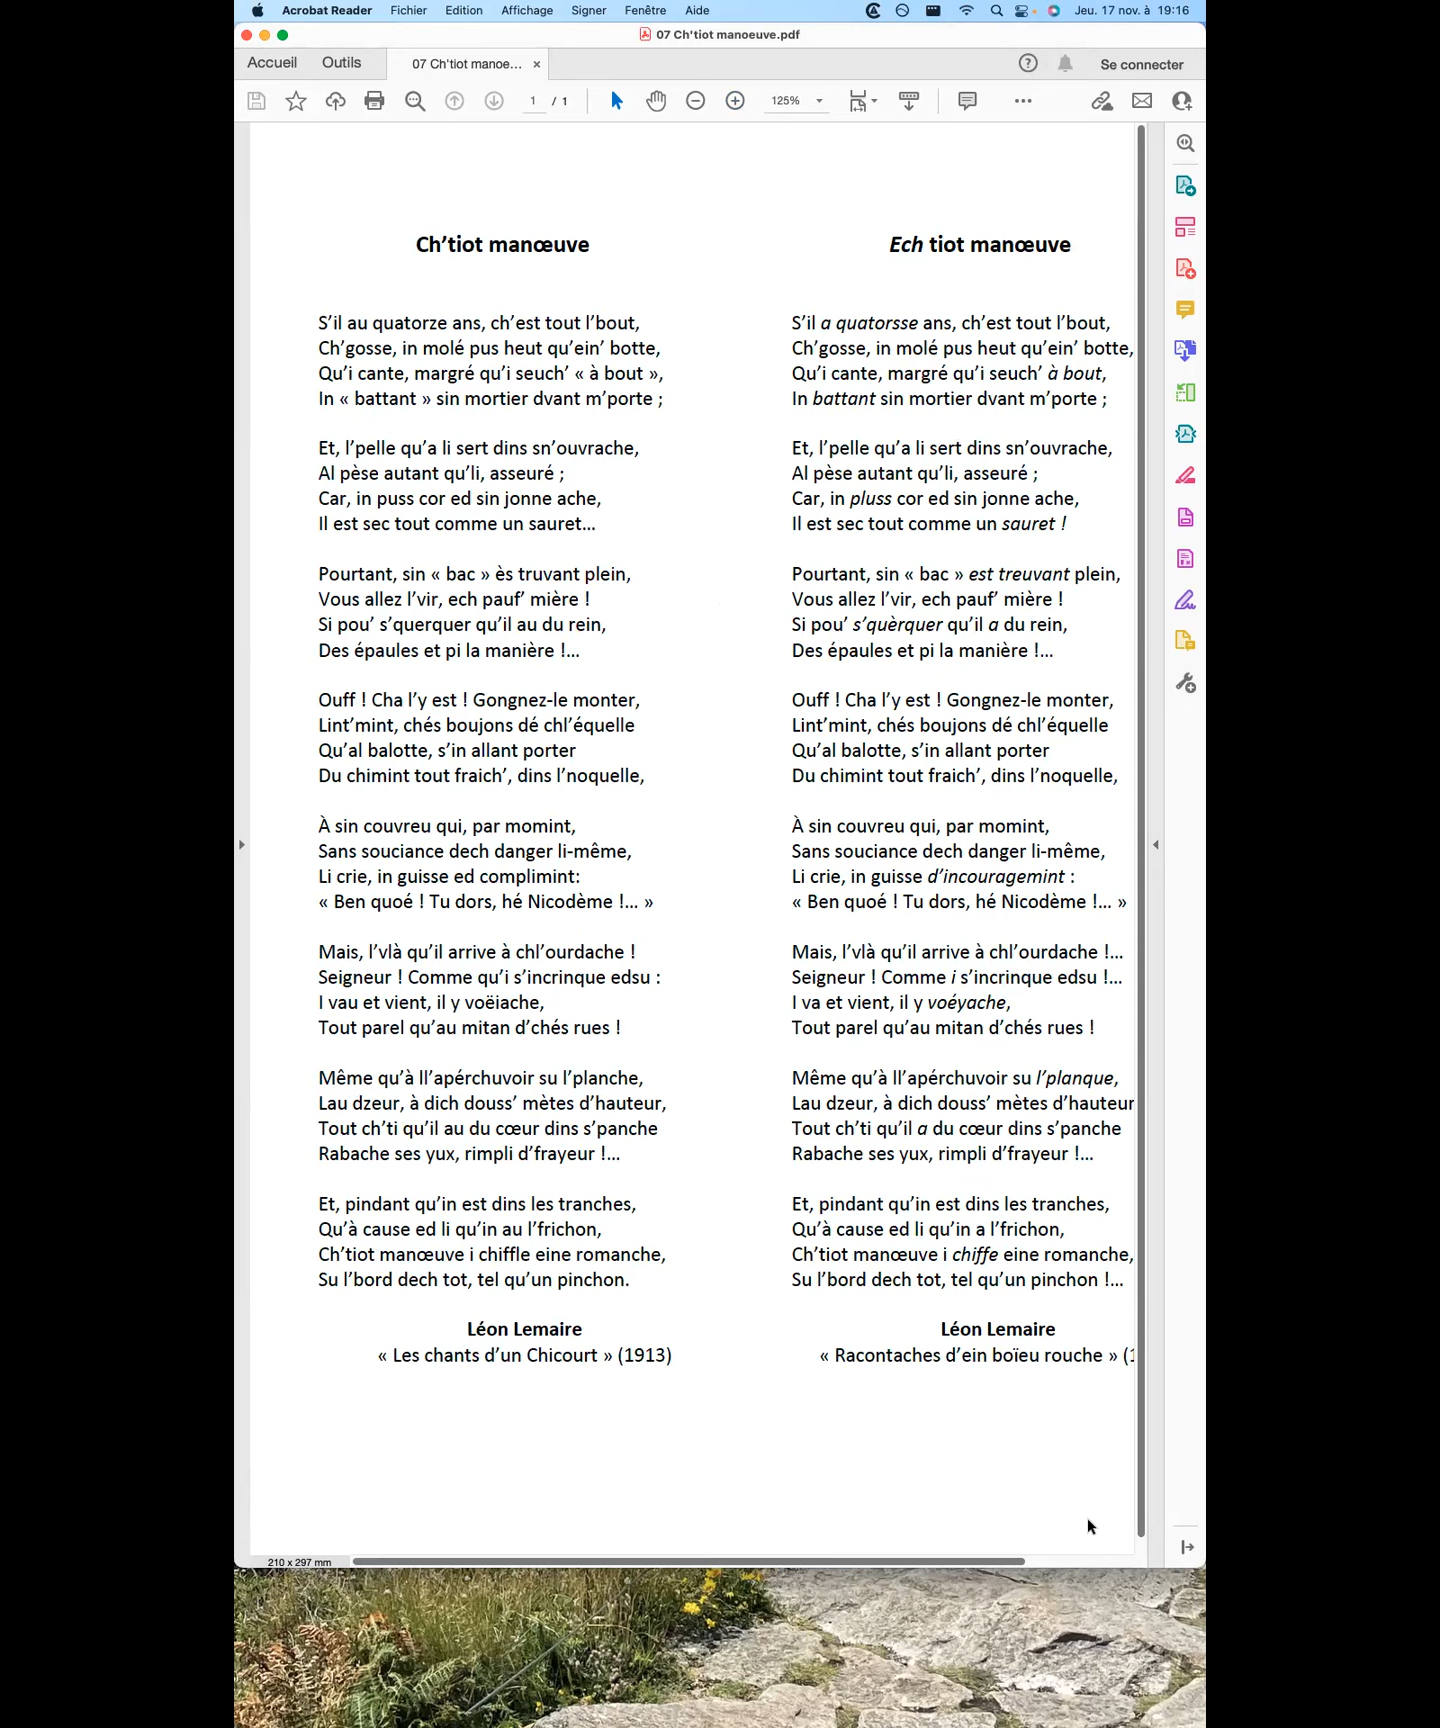 Acrobat Reader Fichier Edition Affichage Signer Fenêtre Aide Jeu. 17 nov. à 19:16
07 Ch'tiot manoeuve.pdf
Accueil Outils 07 Ch'tiot manoe... × Se connecter
1 / 1 125%
Ch’tiot manœuve
S’il au quatorze ans, ch’est tout l’bout,
Ch’gosse, in molé pus heut qu’ein’ botte,
Qu’i cante, margré qu’i seuch’ « à bout »,
In « battant » sin mortier dvant m’porte ;
Et, l’pelle qu’a li sert dins sn’ouvrache,
Al pèse autant qu’li, asseuré ;
Car, in puss cor ed sin jonne ache,
Il est sec tout comme un sauret...
Pourtant, sin « bac » ès truvant plein,
Vous allez l’vir, ech pauf’ mière !
Si pou’ s’querquer qu’il au du rein,
Des épaules et pi la manière !...
Ouff ! Cha l’y est ! Gongnez-le monter,
Lint’mint, chés boujons dé chl’équelle
Qu’al balotte, s’in allant porter
Du chimint tout fraich’, dins l’noquelle,
À sin couvreu qui, par momint,
Sans souciance dech danger li-même,
Li crie, in guisse ed complimint:
« Ben quoé ! Tu dors, hé Nicodème !... »
Mais, l’vlà qu’il arrive à chl’ourdache !
Seigneur ! Comme qu’i s’incrinque edsu :
I vau et vient, il y voëiache,
Tout parel qu’au mitan d’chés rues !
Même qu’à ll’apérchuvoir su l’planche,
Lau dzeur, à dich douss’ mètes d’hauteur,
Tout ch’ti qu’il au du cœur dins s’panche
Rabache ses yux, rimpli d’frayeur !...
Et, pindant qu’in est dins les tranches,
Qu’à cause ed li qu’in au l’frichon,
Ch’tiot manœuve i chiffle eine romanche,
Su l’bord dech tot, tel qu’un pinchon.
Léon Lemaire
« Les chants d’un Chicourt » (1913)
Ech tiot manœuve
S’il a quatorsse ans, ch’est tout l’bout,
Ch’gosse, in molé pus heut qu’ein’ botte,
Qu’i cante, margré qu’i seuch’ à bout,
In battant sin mortier dvant m’porte ;
Et, l’pelle qu’a li sert dins sn’ouvrache,
Al pèse autant qu’li, asseuré ;
Car, in pluss cor ed sin jonne ache,
Il est sec tout comme un sauret !
Pourtant, sin « bac » est treuvant plein,
Vous allez l’vir, ech pauf’ mière !
Si pou’ s’quèrquer qu’il a du rein,
Des épaules et pi la manière !...
Ouff ! Cha l’y est ! Gongnez-le monter,
Lint’mint, chés boujons dé chl’équelle
Qu’al balotte, s’in allant porter
Du chimint tout fraich’, dins l’noquelle,
À sin couvreu qui, par momint,
Sans souciance dech danger li-même,
Li crie, in guisse d’incouragemint :
« Ben quoé ! Tu dors, hé Nicodème !... »
Mais, l’vlà qu’il arrive à chl’ourdache !...
Seigneur ! Comme i s’incrinque edsu !...
I va et vient, il y voéyache,
Tout parel qu’au mitan d’chés rues !
Même qu’à ll’apérchuvoir su l’planque,
Lau dzeur, à dich douss’ mètes d’hauteur
Tout ch’ti qu’il a du cœur dins s’panche
Rabache ses yux, rimpli d’frayeur !...
Et, pindant qu’in est dins les tranches,
Qu’à cause ed li qu’in a l’frichon,
Ch’tiot manœuve i chiffe eine romanche,
Su l’bord dech tot, tel qu’un pinchon !...
Léon Lemaire
« Racontaches d’ein boïeu rouche » (1
210 x 297 mm